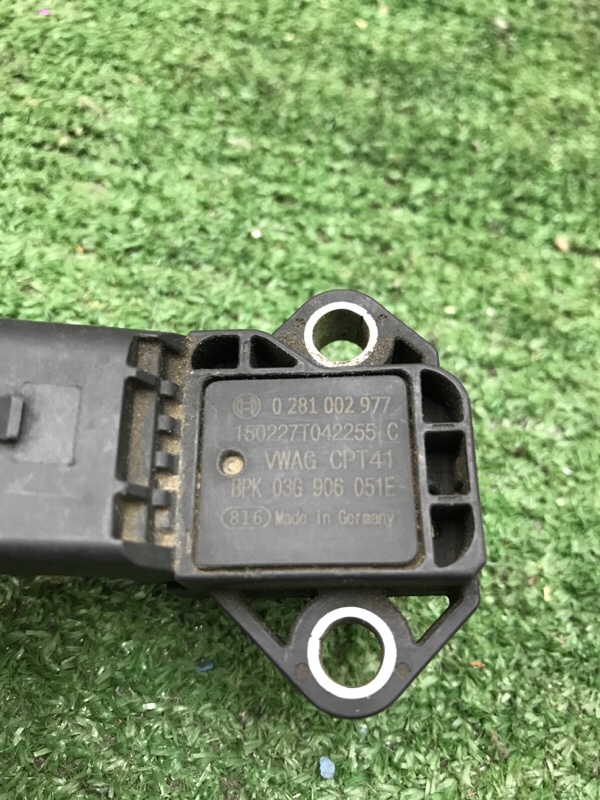 0 281 002 977
150227T042255 C
VWAG CPT41
BPK 03G 906 051E
816 Made in Germany